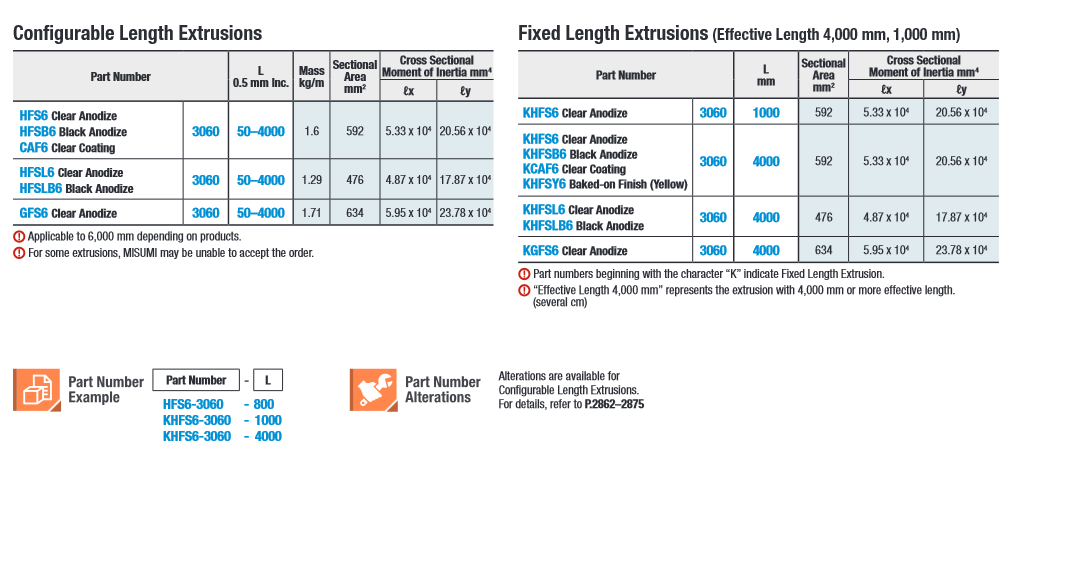 Configurable Length Extrusions
Part Number
L
0.5 mm Inc.
Mass
kg/m
Sectional
Area
mm²
Cross Sectional
Moment of Inertia mm⁴
ℓx
ℓy
HFS6 Clear Anodize
HFSB6 Black Anodize
CAF6 Clear Coating
3060
50–4000
1.6
592
5.33 x 10⁴
20.56 x 10⁴
HFSL6 Clear Anodize
HFSLB6 Black Anodize
3060
50–4000
1.29
476
4.87 x 10⁴
17.87 x 10⁴
GFS6 Clear Anodize
3060
50–4000
1.71
634
5.95 x 10⁴
23.78 x 10⁴
! Applicable to 6,000 mm depending on products.
! For some extrusions, MISUMI may be unable to accept the order.
Fixed Length Extrusions (Effective Length 4,000 mm, 1,000 mm)
Part Number
L
mm
Sectional
Area
mm²
Cross Sectional
Moment of Inertia mm⁴
ℓx
ℓy
KHFS6 Clear Anodize
3060
1000
592
5.33 x 10⁴
20.56 x 10⁴
KHFS6 Clear Anodize
KHFSB6 Black Anodize
KCAF6 Clear Coating
KHFSY6 Baked-on Finish (Yellow)
3060
4000
592
5.33 x 10⁴
20.56 x 10⁴
KHFSL6 Clear Anodize
KHFSLB6 Black Anodize
3060
4000
476
4.87 x 10⁴
17.87 x 10⁴
KGFS6 Clear Anodize
3060
4000
634
5.95 x 10⁴
23.78 x 10⁴
! Part numbers beginning with the character “K” indicate Fixed Length Extrusion.
! “Effective Length 4,000 mm” represents the extrusion with 4,000 mm or more effective length.
(several cm)
Part Number
Example
Part Number - L
HFS6-3060 - 800
KHFS6-3060 - 1000
KHFS6-3060 - 4000
Part Number
Alterations
Alterations are available for
Configurable Length Extrusions.
For details, refer to P.2862–2875